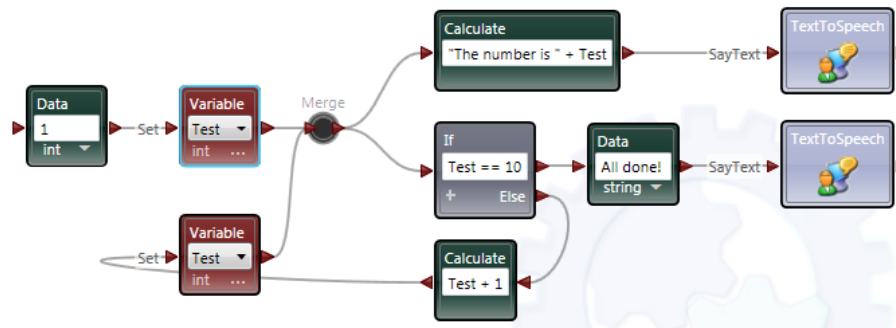 Calculate
"The number is " + Test
SayText
TextToSpeech
Data
1
int
Set
Variable
Test
int ...
Merge
If
Test == 10
+ Else
Data
All done!
string
SayText
TextToSpeech
Set
Variable
Test
int ...
Calculate
Test + 1